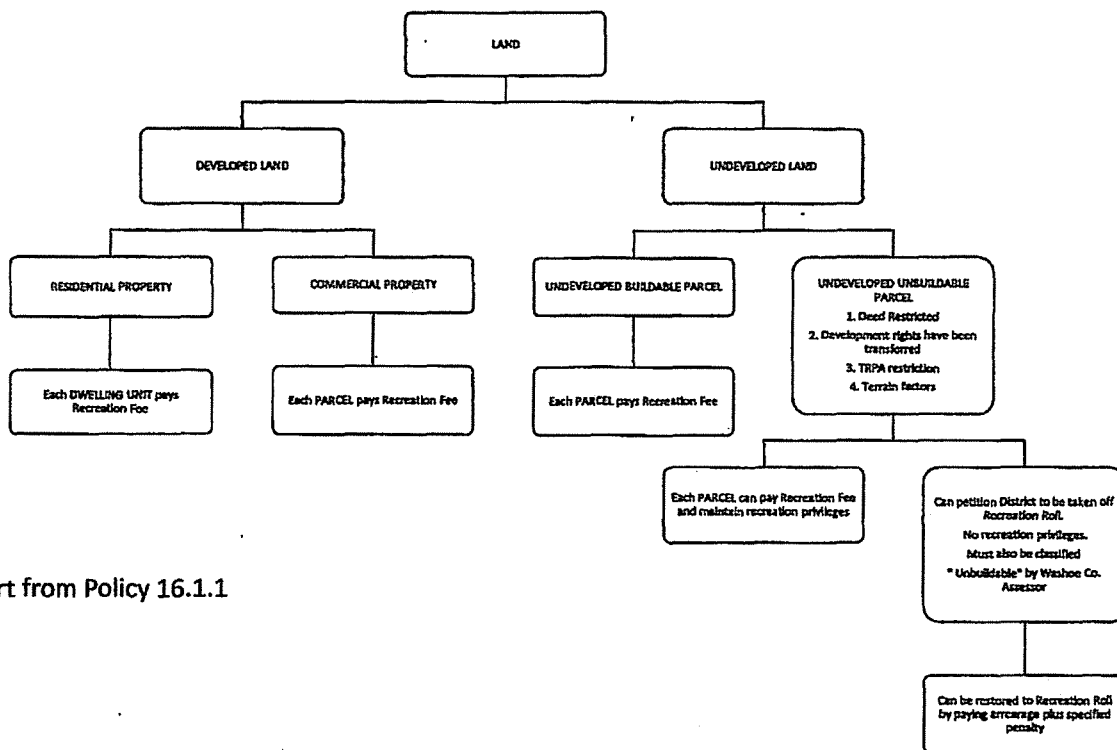 LAND
DEVELOPED LAND
UNDEVELOPED LAND
RESIDENTIAL PROPERTY
COMMERCIAL PROPERTY
UNDEVELOPED BUILDABLE PARCEL
UNDEVELOPED UNBUILDABLE
PARCEL
1. Deed Restricted
2. Development rights have been
transferred
3. TRPA restriction
4. Terrain factors
Each DWELLING UNIT pays
Recreation Fee
Each PARCEL pays Recreation Fee
Each PARCEL pays Recreation Fee
Each PARCEL can pay Recreation Fee
and maintain recreation privileges
Can petition District to be taken off
Recreation Roll.
No recreation privileges.
Must also be classified
"Unbuildable" by Washoe Co.
Assessor
rt from Policy 16.1.1
Can be restored to Recreation Roll
by paying arrearage plus specified
penalty